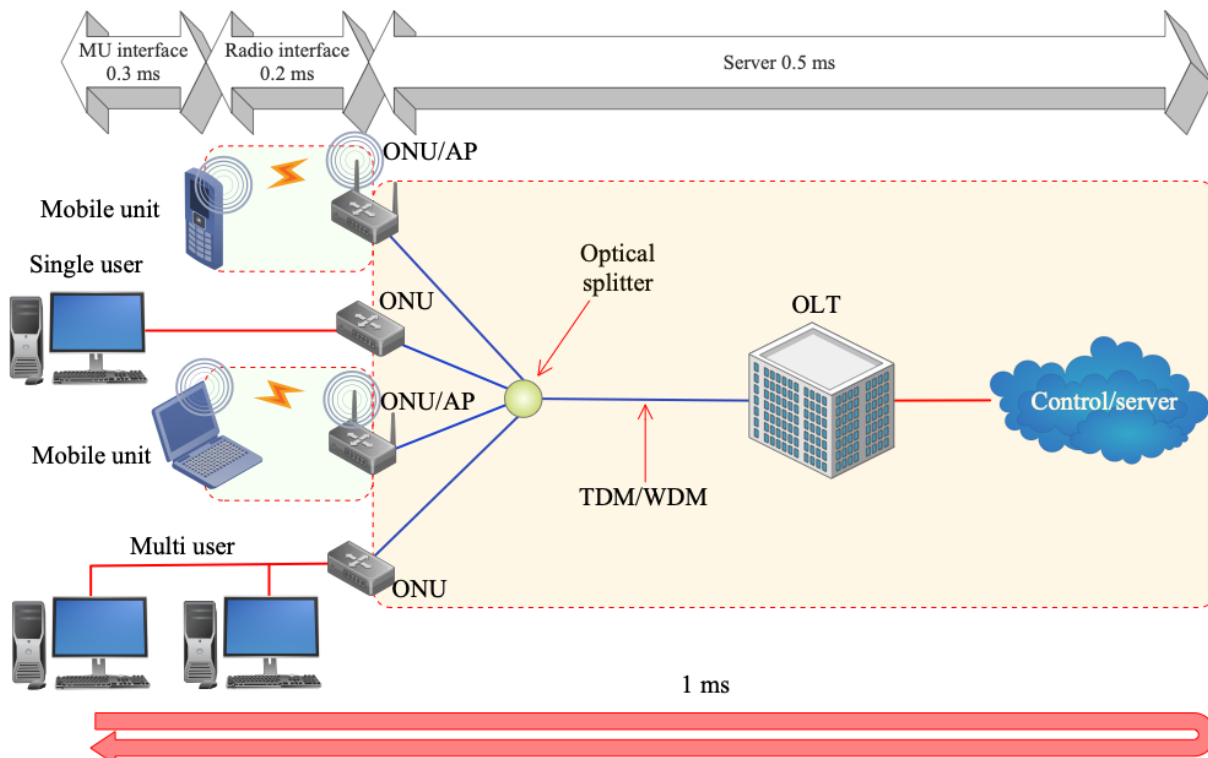 MU interface
0.3 ms
Radio interface
0.2 ms
Server 0.5 ms
ONU/AP
Mobile unit
Single user
ONU
Optical
splitter
OLT
ONU/AP
Control/server
Mobile unit
TDM/WDM
Multi user
ONU
1 ms